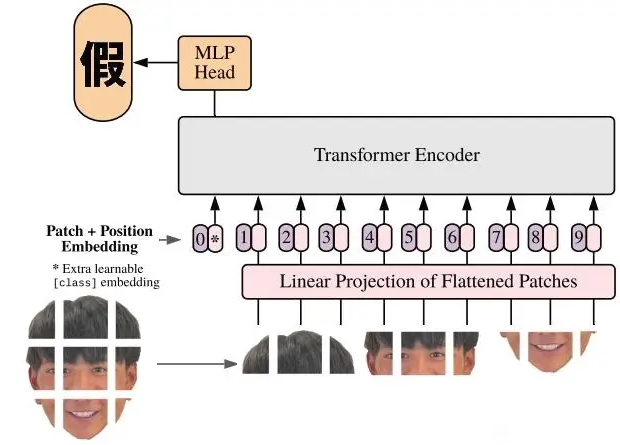 假
MLP
Head
Transformer Encoder
Patch + Position
Embedding
0 * 1 2 3 4 5 6 7 8 9
* Extra learnable
[class] embedding
Linear Projection of Flattened Patches